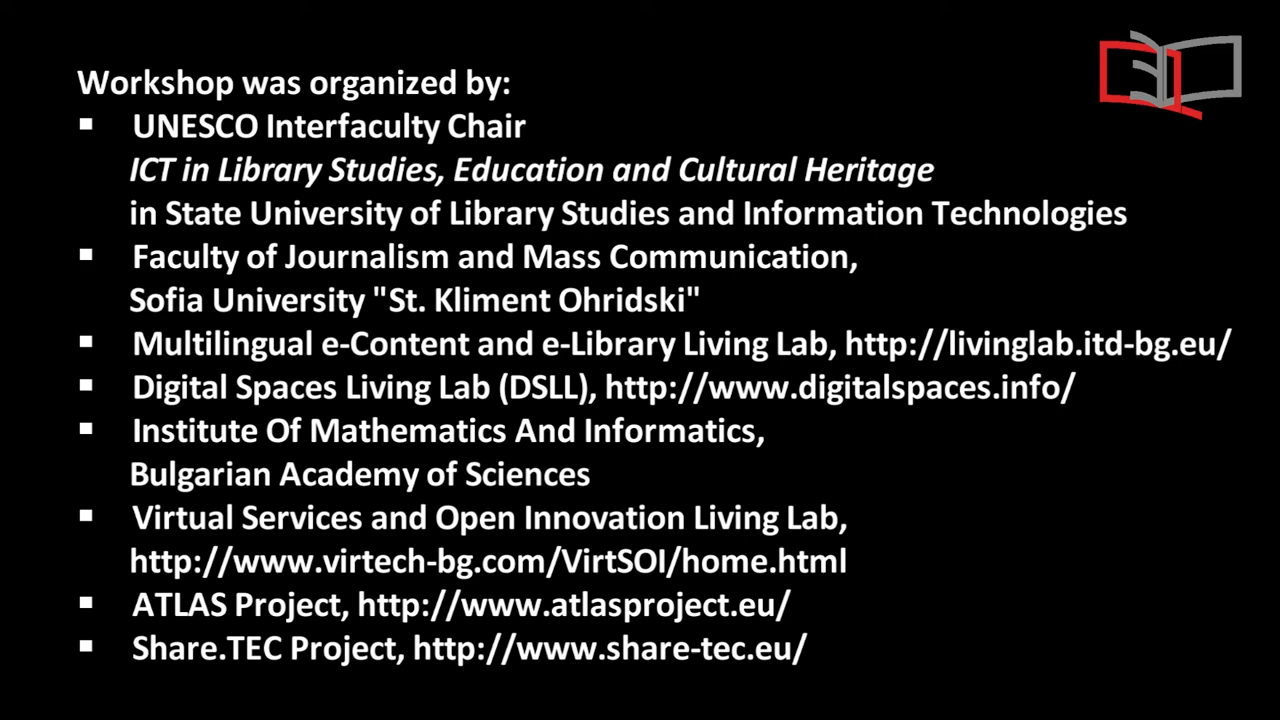 Workshop was organized by:
▪ UNESCO Interfaculty Chair
ICT in Library Studies, Education and Cultural Heritage
in State University of Library Studies and Information Technologies
▪ Faculty of Journalism and Mass Communication,
Sofia University "St. Kliment Ohridski"
▪ Multilingual e-Content and e-Library Living Lab, http://livinglab.itd-bg.eu/
▪ Digital Spaces Living Lab (DSLL), http://www.digitalspaces.info/
▪ Institute Of Mathematics And Informatics,
Bulgarian Academy of Sciences
▪ Virtual Services and Open Innovation Living Lab,
http://www.virtech-bg.com/VirtSOI/home.html
▪ ATLAS Project, http://www.atlasproject.eu/
▪ Share.TEC Project, http://www.share-tec.eu/